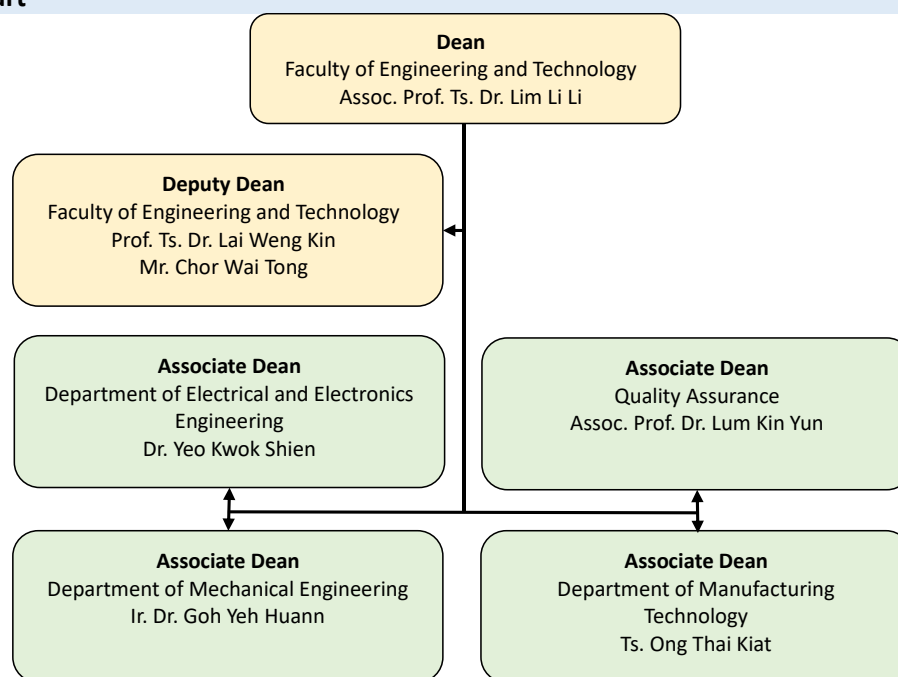 Dean
Faculty of Engineering and Technology
Assoc. Prof. Ts. Dr. Lim Li Li
Deputy Dean
Faculty of Engineering and Technology
Prof. Ts. Dr. Lai Weng Kin
Mr. Chor Wai Tong
Associate Dean
Department of Electrical and Electronics
Engineering
Dr. Yeo Kwok Shien
Associate Dean
Quality Assurance
Assoc. Prof. Dr. Lum Kin Yun
Associate Dean
Department of Mechanical Engineering
Ir. Dr. Goh Yeh Huann
Associate Dean
Department of Manufacturing
Technology
Ts. Ong Thai Kiat